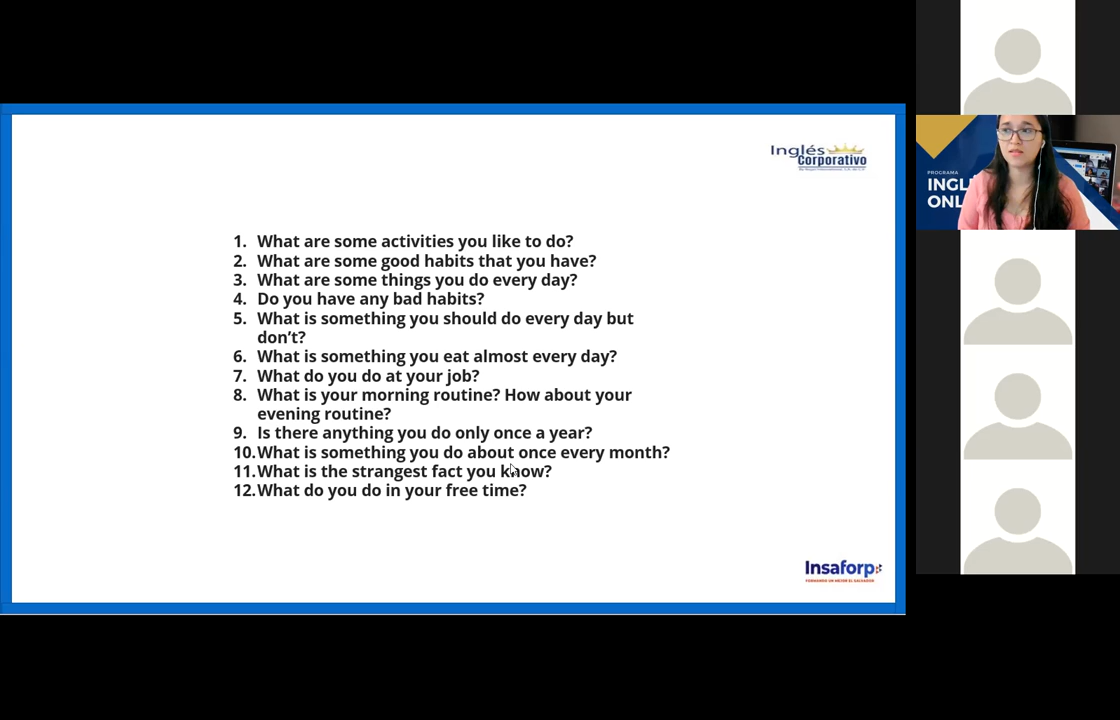 Inglés
Corporativo
1. What are some activities you like to do?
2. What are some good habits that you have?
3. What are some things you do every day?
4. Do you have any bad habits?
5. What is something you should do every day but
don't?
6. What is something you eat almost every day?
7. What do you do at your job?
8. What is your morning routine? How about your
evening routine?
9. Is there anything you do only once a year?
10. What is something you do about once every month?
11. What is the strangest fact you know?
12. What do you do in your free time?
Insaforp
FORMANDO UN MEJOR EL SALVADOR
PROGRAMA
INGL
ONL